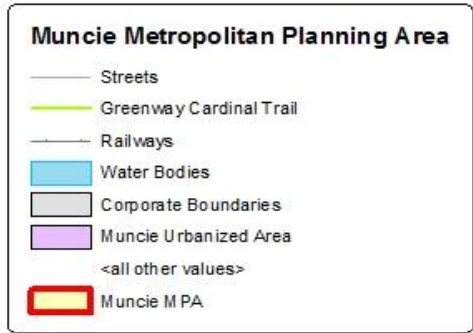 Muncie Metropolitan Planning Area
Streets
Greenway Cardinal Trail
Railways
Water Bodies
Corporate Boundaries
Muncie Urbanized Area
<all other values>
Muncie MPA